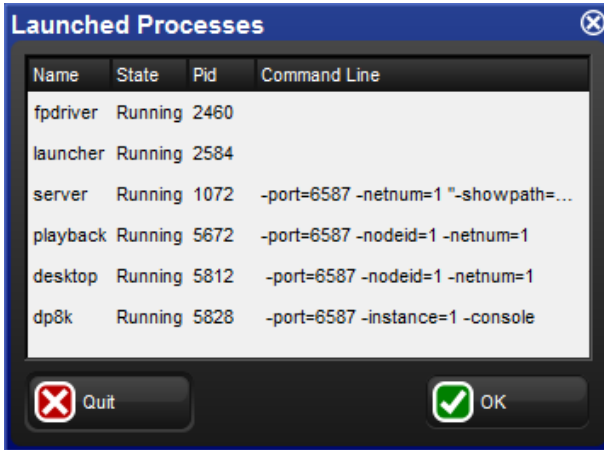 Launched Processes
Name State Pid Command Line
fpdriver Running 2460
launcher Running 2584
server Running 1072 -port=6587 -netnum=1 "-showpath=...
playback Running 5672 -port=6587 -nodeid=1 -netnum=1
desktop Running 5812 -port=6587 -nodeid=1 -netnum=1
dp8k Running 5828 -port=6587 -instance=1 -console
Quit OK